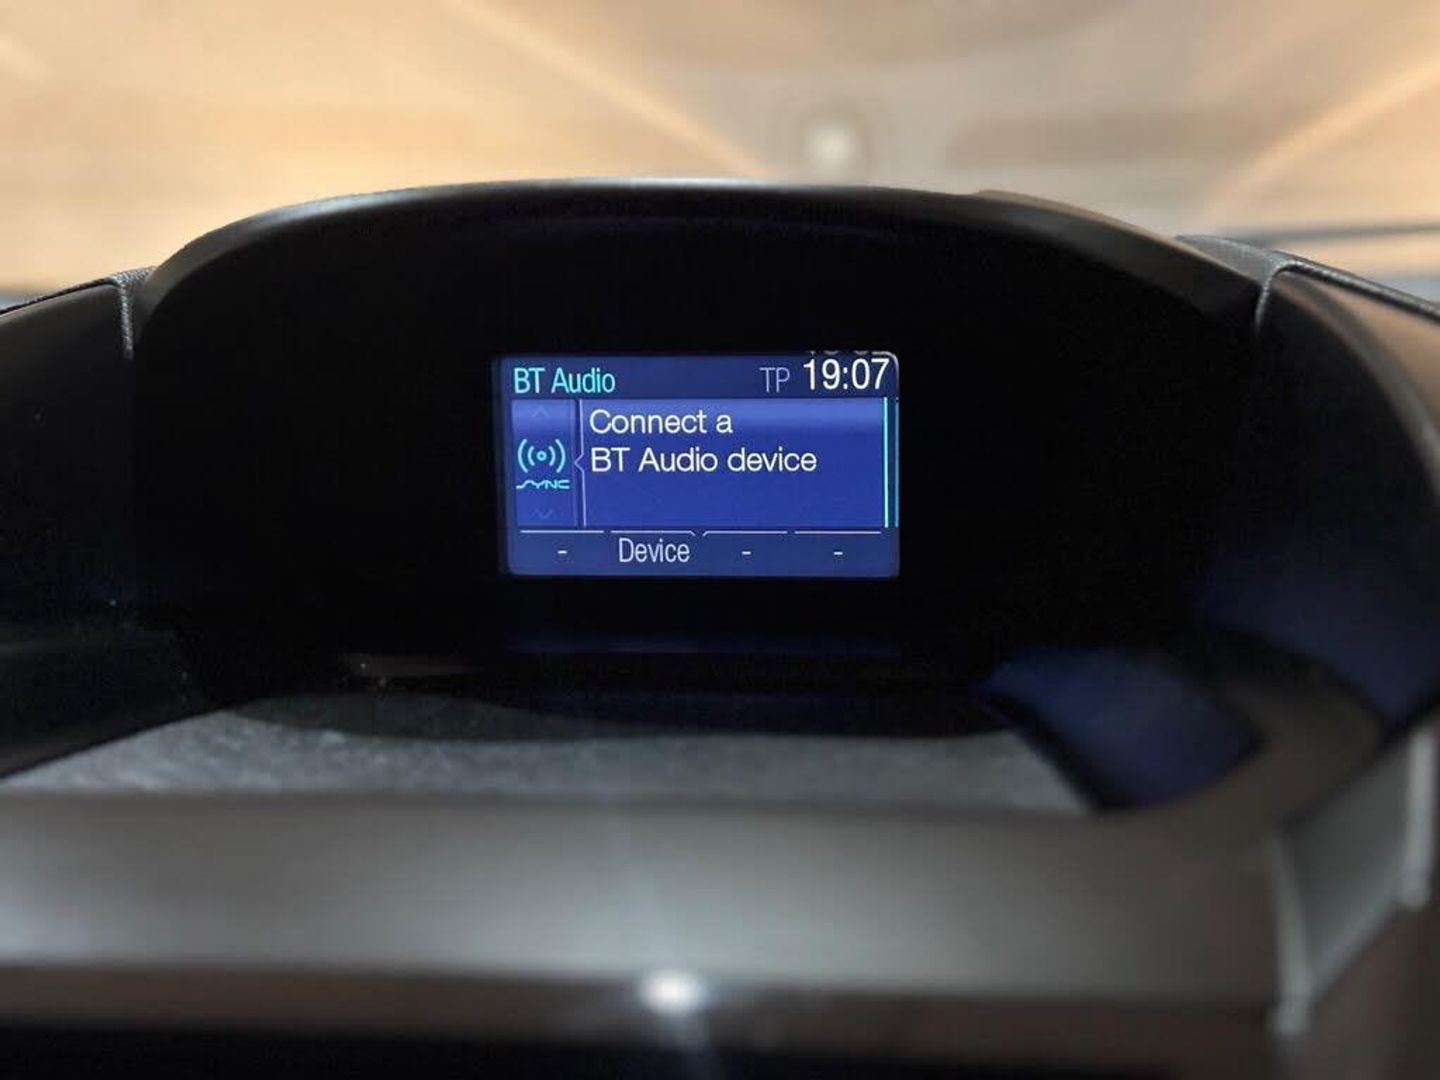 BT Audio TP 19:07
Connect a
BT Audio device
SYNC
- Device - -